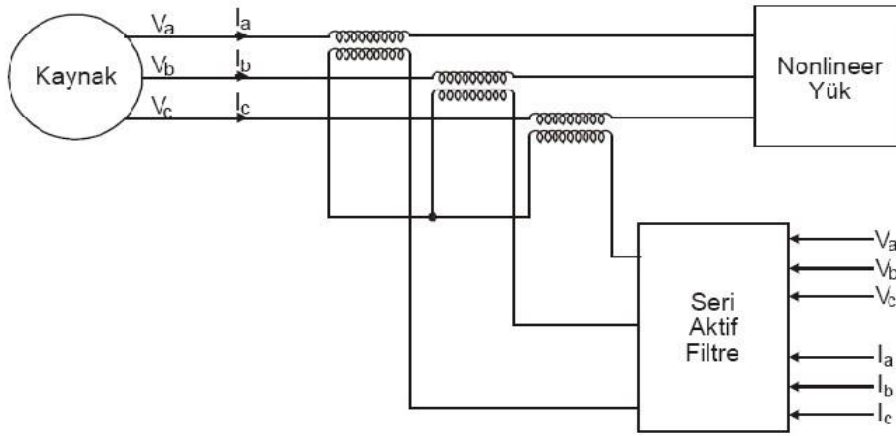 Kaynak
Va
Ia
Vb
Ib
Vc
Ic
Nonlineer
Yük
Seri
Aktif
Filtre
Va
Vb
Vc
Ia
Ib
Ic